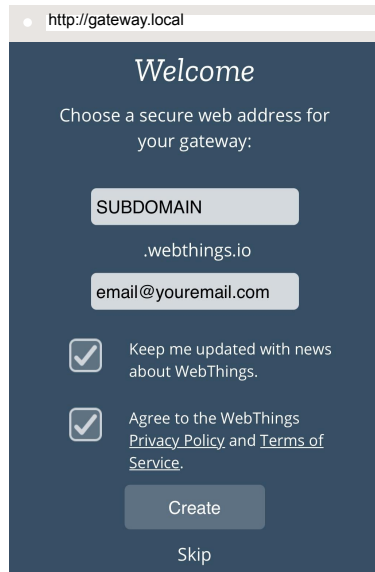 http://gateway.local
Welcome
Choose a secure web address for
your gateway:
SUBDOMAIN
.webthings.io
email@youremail.com
Keep me updated with news
about WebThings.
Agree to the WebThings
Privacy Policy and Terms of
Service.
Create
Skip